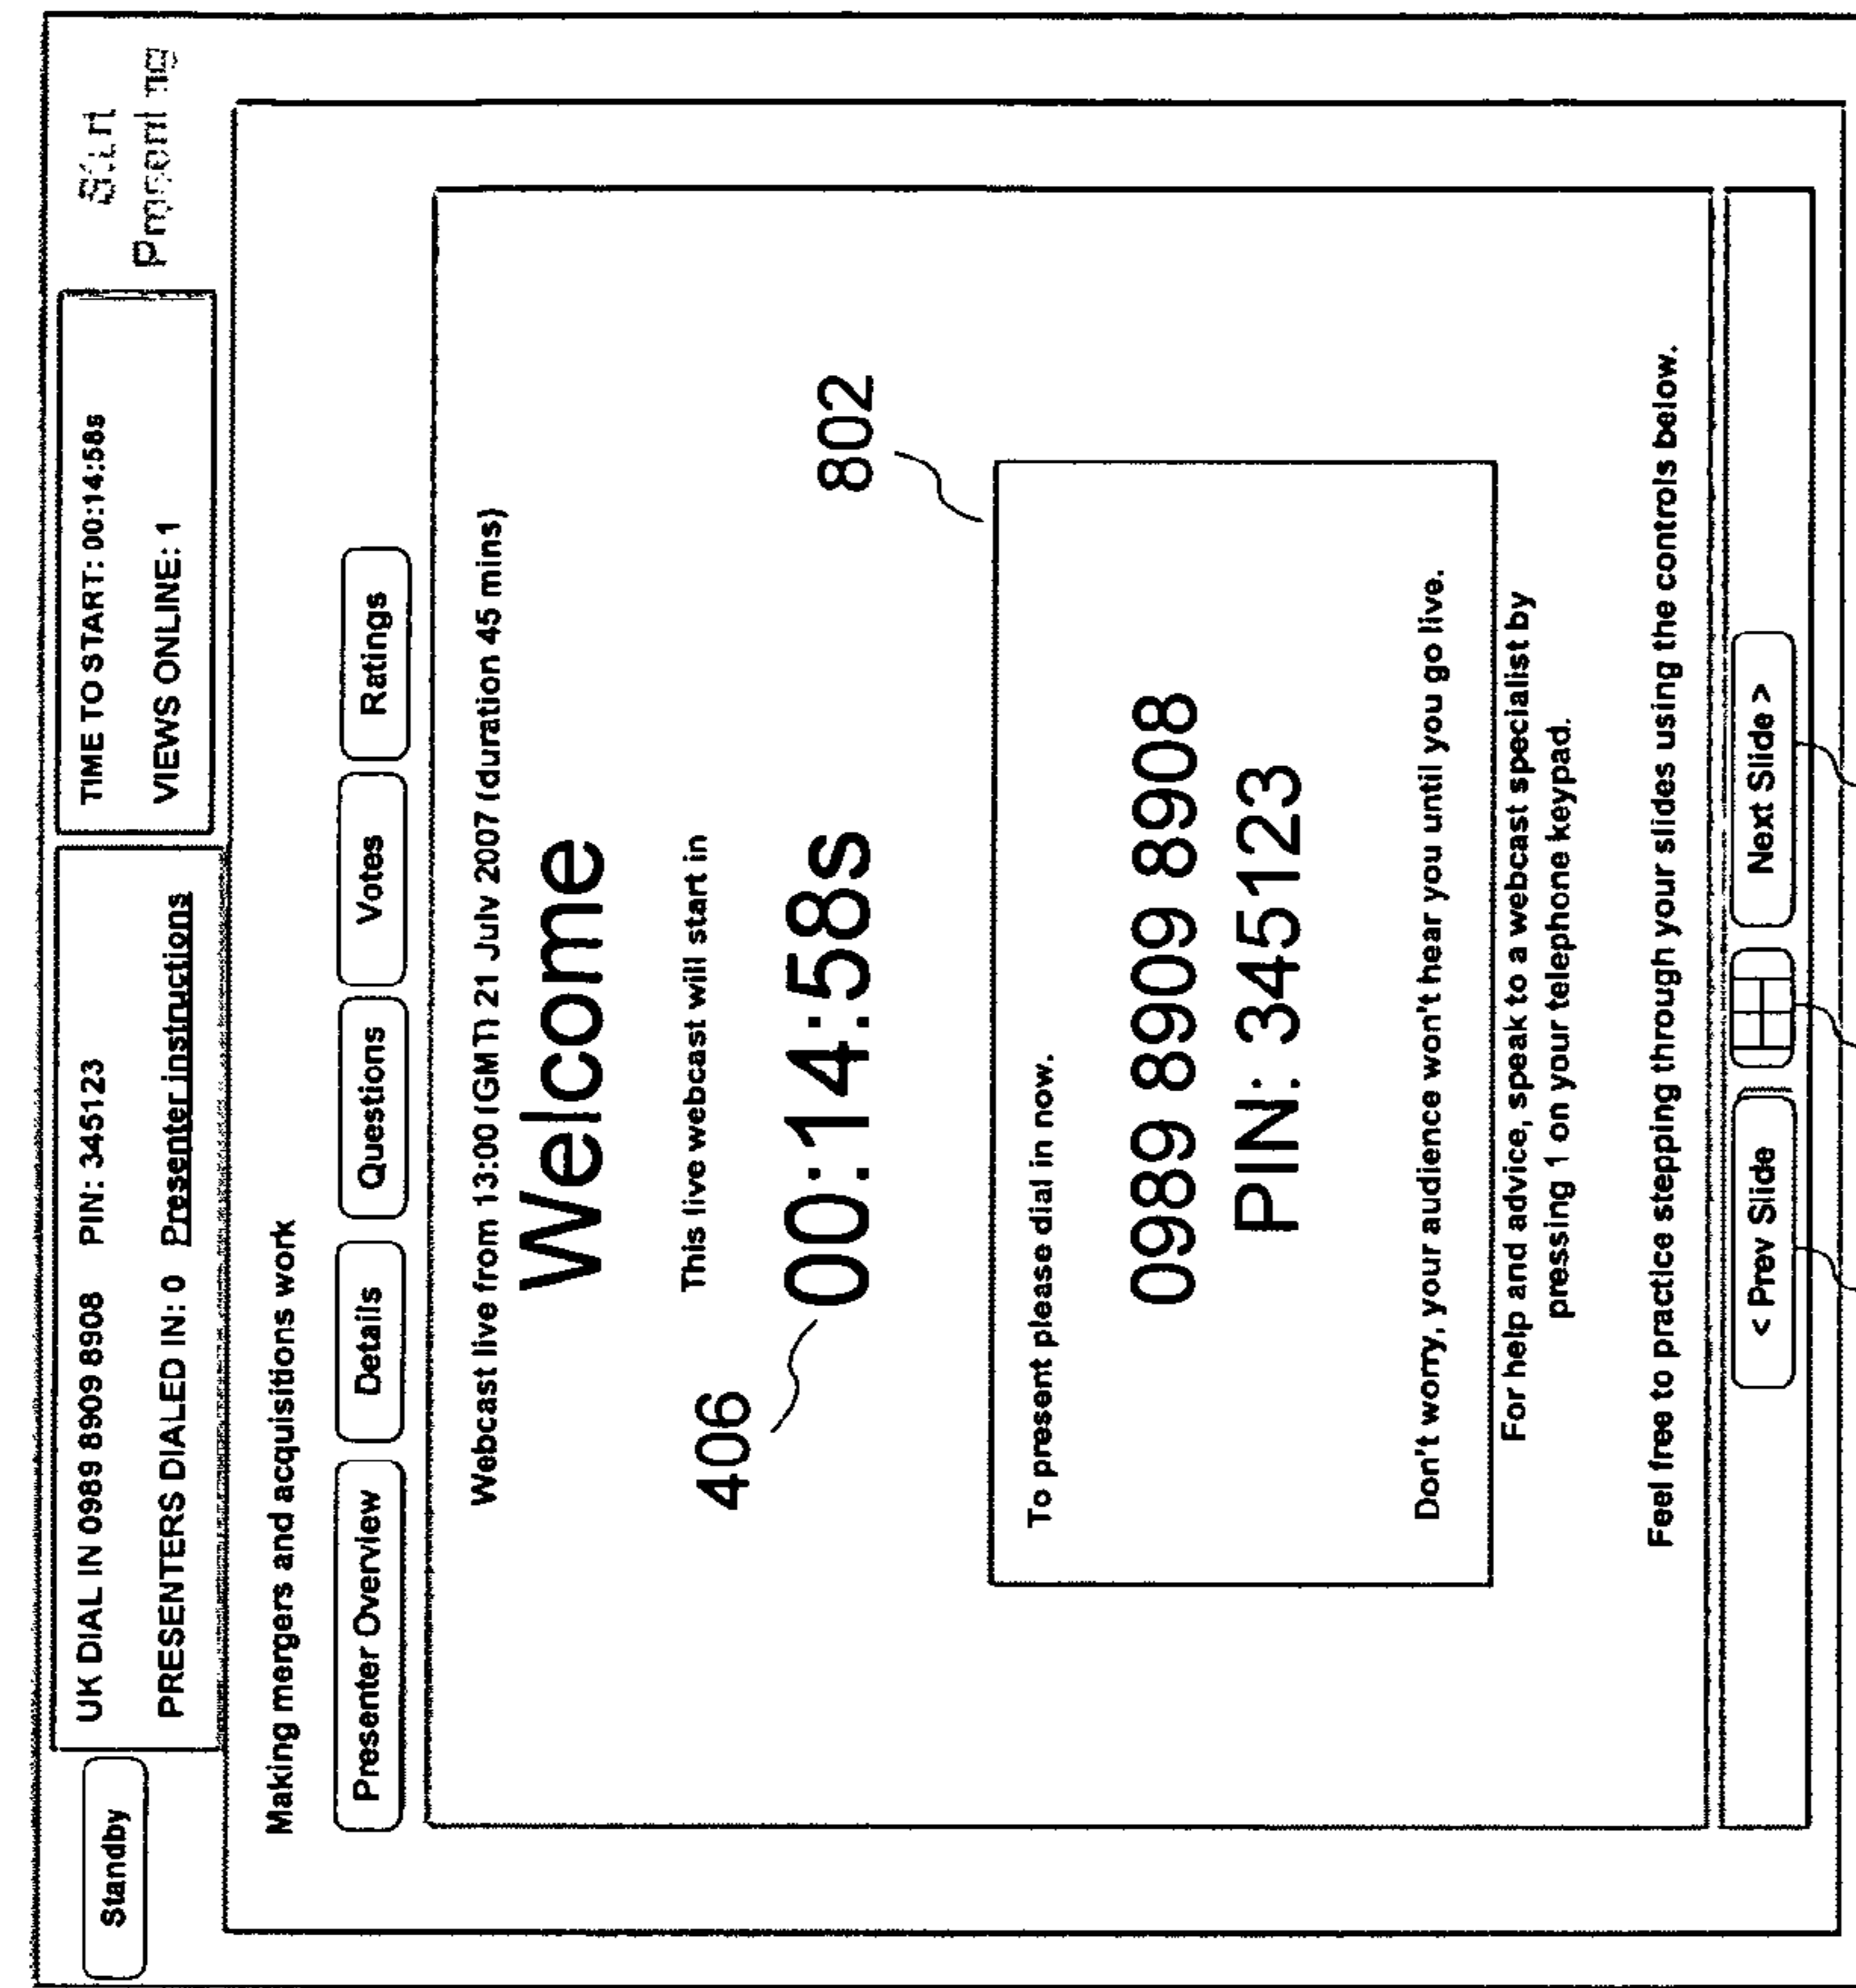 Standby
UK DIAL IN 0989 8909 8908 PIN: 345123
PRESENTERS DIALED IN: 0 Presenter instructions
TIME TO START: 00:14:58s
VIEWS ONLINE: 1
Making mergers and acquisitions work
Presenter Overview Details Questions Votes Ratings
Webcast live from 13:00 (GMT) 21 July 2007 (duration 45 mins)
Welcome
This live webcast will start in
406
00:14:58s
802
To present please dial in now.
0989 8909 8908
PIN: 345123
Don't worry, your audience won't hear you until you go live.
For help and advice, speak to a webcast specialist by
pressing 1 on your telephone keypad.
Feel free to practice stepping through your slides using the controls below.
< Prev Slide Next Slide >